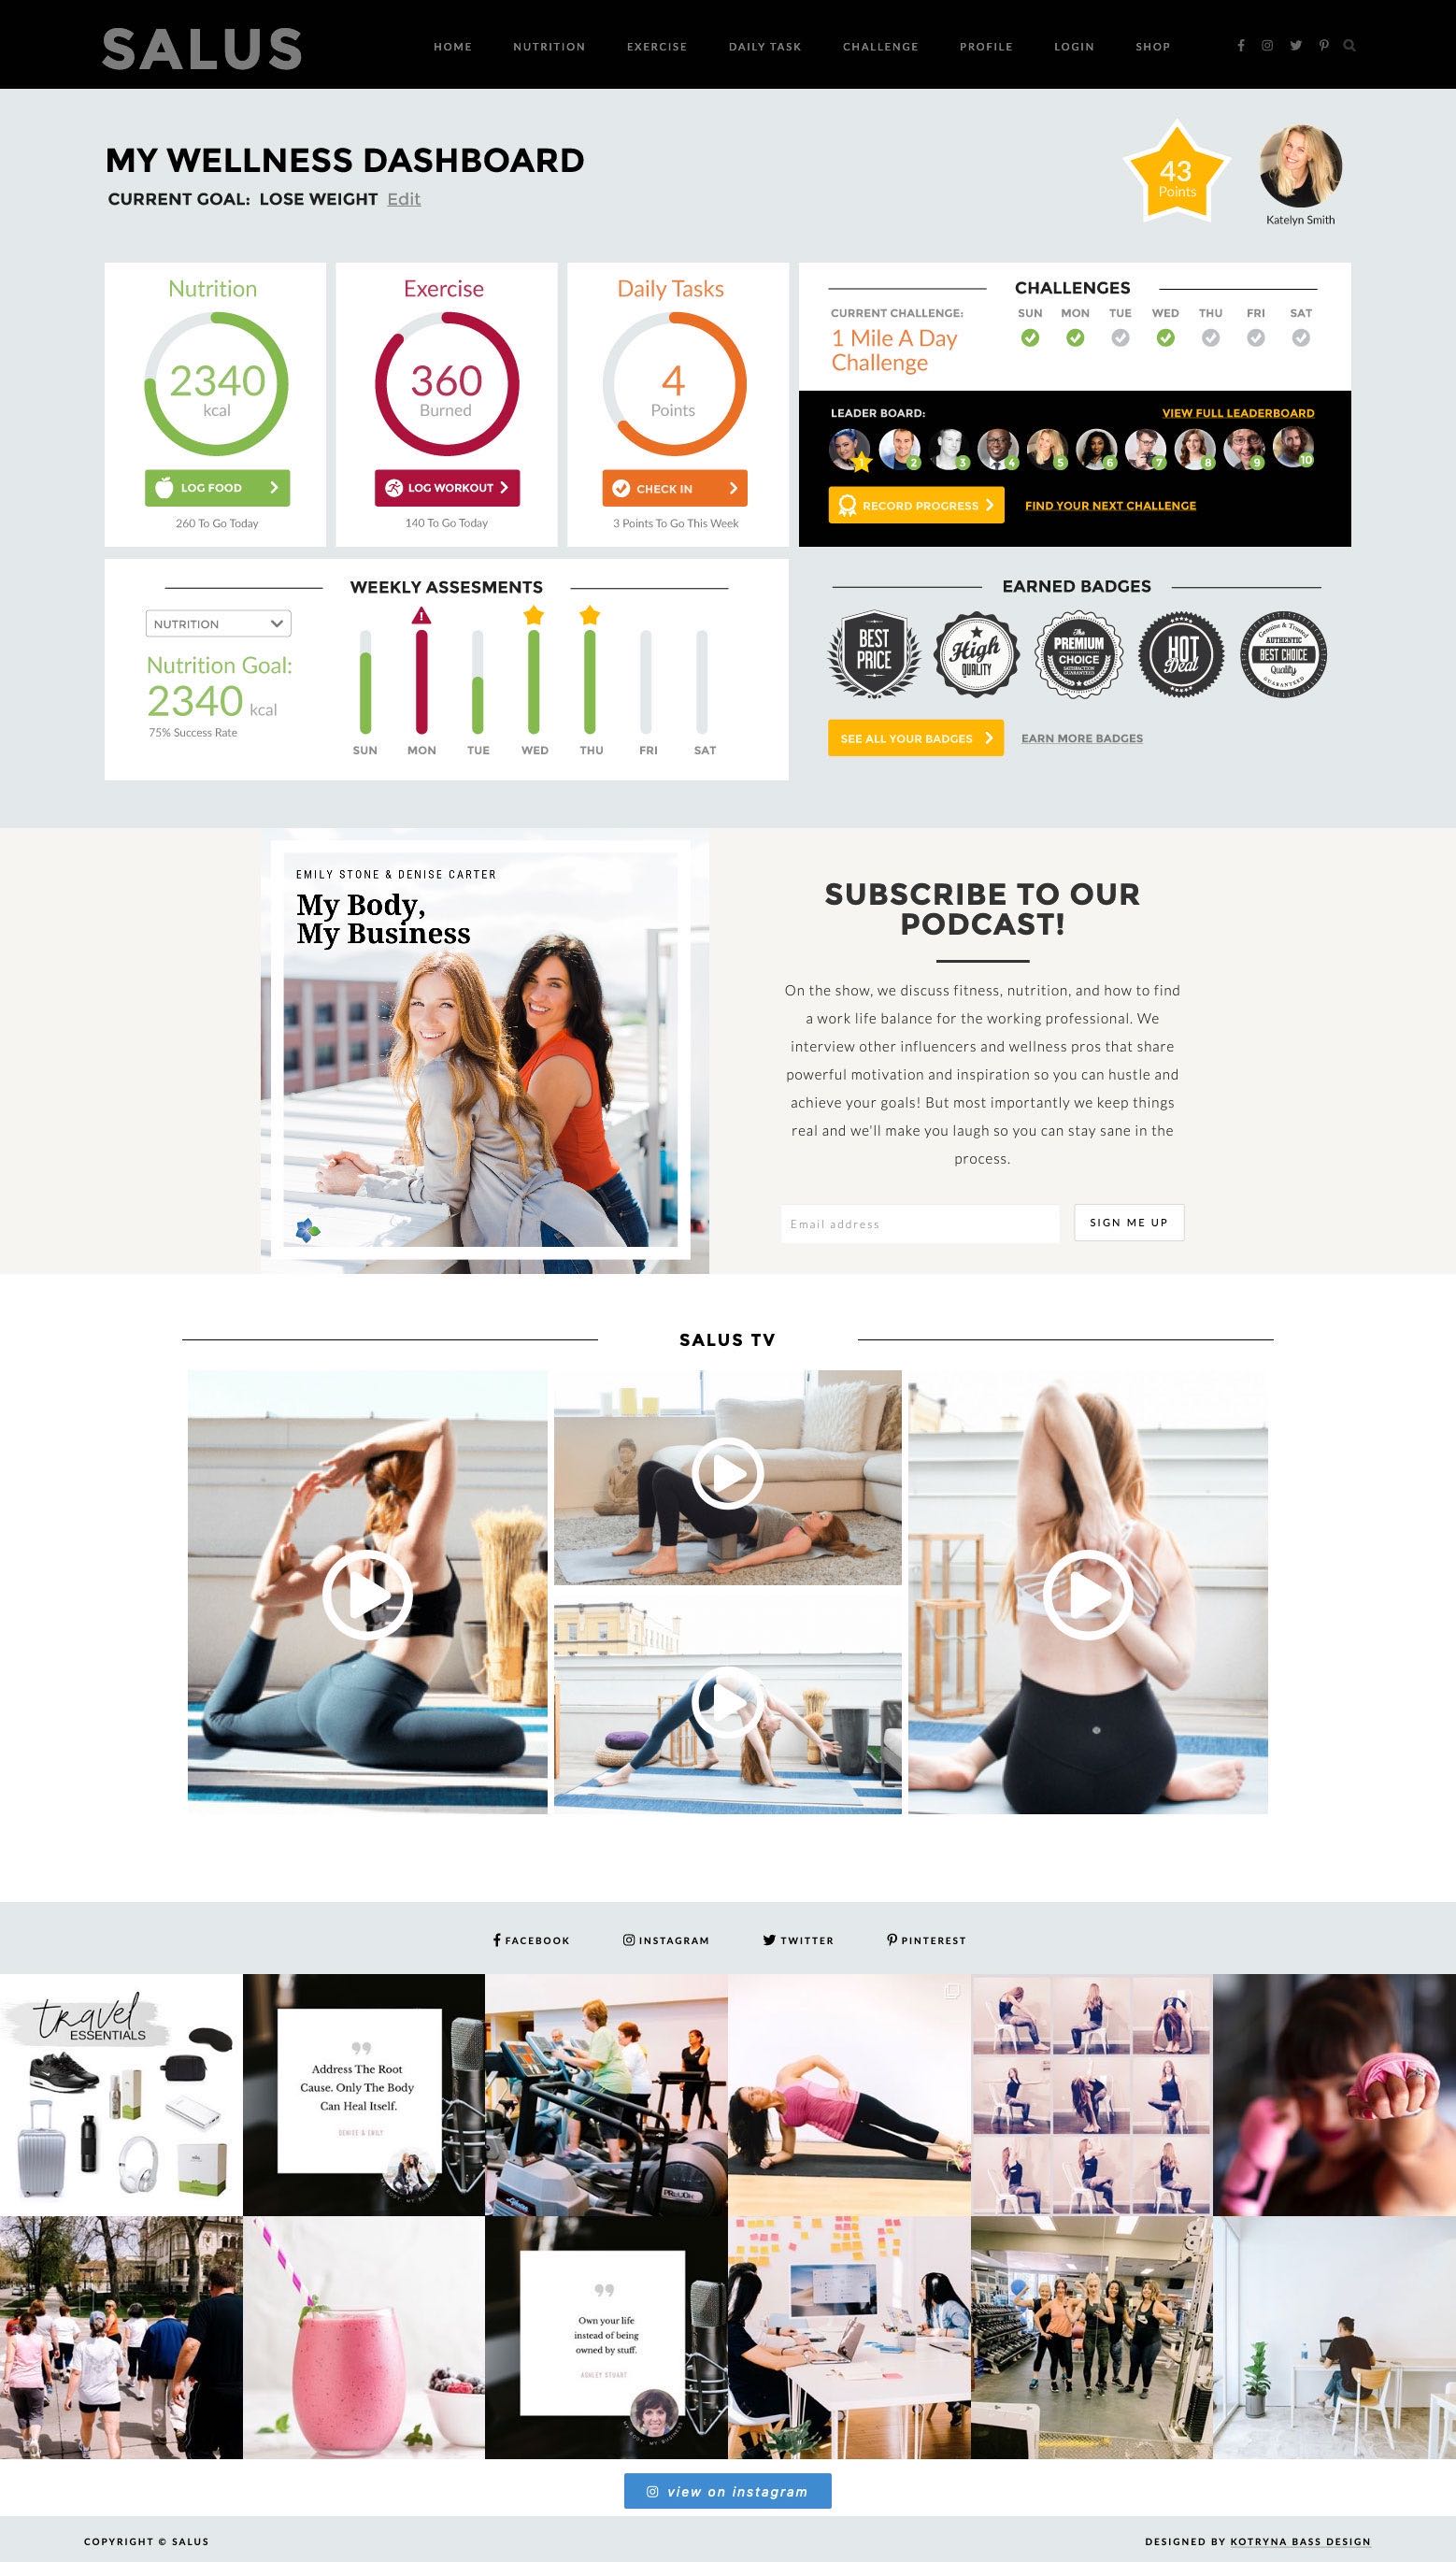 SALUS
HOME NUTRITION EXERCISE DAILY TASK CHALLENGE PROFILE LOGIN SHOP
MY WELLNESS DASHBOARD
CURRENT GOAL: LOSE WEIGHT Edit
43
Points
Katelyn Smith
Nutrition
2340
kcal
LOG FOOD
260 To Go Today
Exercise
360
Burned
LOG WORKOUT
140 To Go Today
Daily Tasks
4
Points
CHECK IN
3 Points To Go This Week
CHALLENGES
CURRENT CHALLENGE:
1 Mile A Day
Challenge
SUN MON TUE WED THU FRI SAT
LEADER BOARD:
VIEW FULL LEADERBOARD
1 2 3 4 5 6 7 8 9 10
RECORD PROGRESS
FIND YOUR NEXT CHALLENGE
WEEKLY ASSESMENTS
NUTRITION
Nutrition Goal:
2340 kcal
75% Success Rate
SUN MON TUE WED THU FRI SAT
EARNED BADGES
BEST
PRICE
High
QUALITY
The
PREMIUM
CHOICE
SATISFACTION
GUARANTEED
HOT
Deal
Genuine & Trusted
AUTHENTIC
BEST CHOICE
Quality
GUARANTEED
SEE ALL YOUR BADGES
EARN MORE BADGES
EMILY STONE & DENISE CARTER
My Body,
My Business
SUBSCRIBE TO OUR
PODCAST!
On the show, we discuss fitness, nutrition, and how to find
a work life balance for the working professional. We
interview other influencers and wellness pros that share
powerful motivation and inspiration so you can hustle and
achieve your goals! But most importantly we keep things
real and we'll make you laugh so you can stay sane in the
process.
Email address
SIGN ME UP
SALUS TV
FACEBOOK INSTAGRAM TWITTER PINTEREST
travel
ESSENTIALS
Address The Root
Cause. Only The Body
Can Heal Itself.
DENISE & EMILY
PRECOR
Own your life
instead of being
owned by stuff.
ASHLEY STUART
view on instagram
COPYRIGHT © SALUS
DESIGNED BY KOTRYNA BASS DESIGN